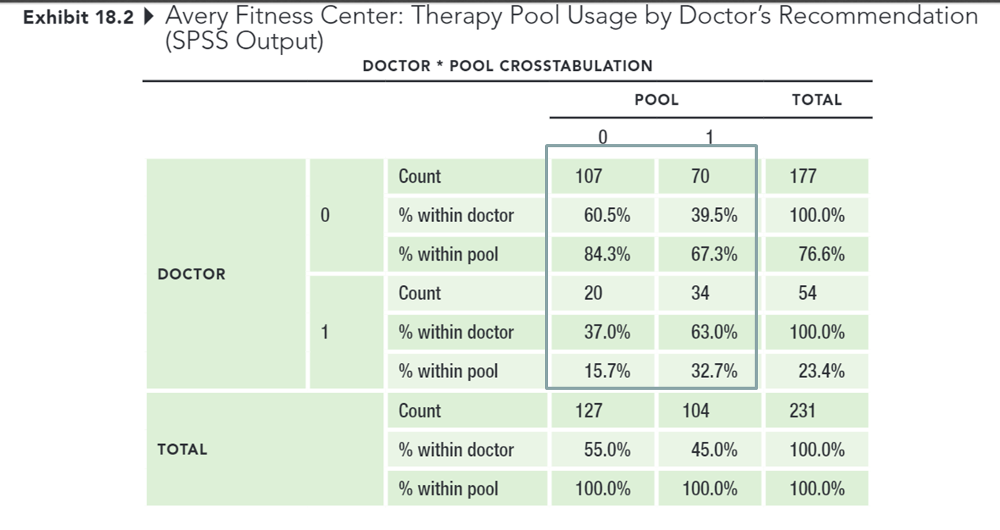 Exhibit 18.2 ▶ Avery Fitness Center: Therapy Pool Usage by Doctor’s Recommendation
(SPSS Output)
DOCTOR * POOL CROSSTABULATION
POOL TOTAL
0 1
Count 107 70 177
0 % within doctor 60.5% 39.5% 100.0%
% within pool 84.3% 67.3% 76.6%
DOCTOR
Count 20 34 54
1 % within doctor 37.0% 63.0% 100.0%
% within pool 15.7% 32.7% 23.4%
Count 127 104 231
TOTAL % within doctor 55.0% 45.0% 100.0%
% within pool 100.0% 100.0% 100.0%